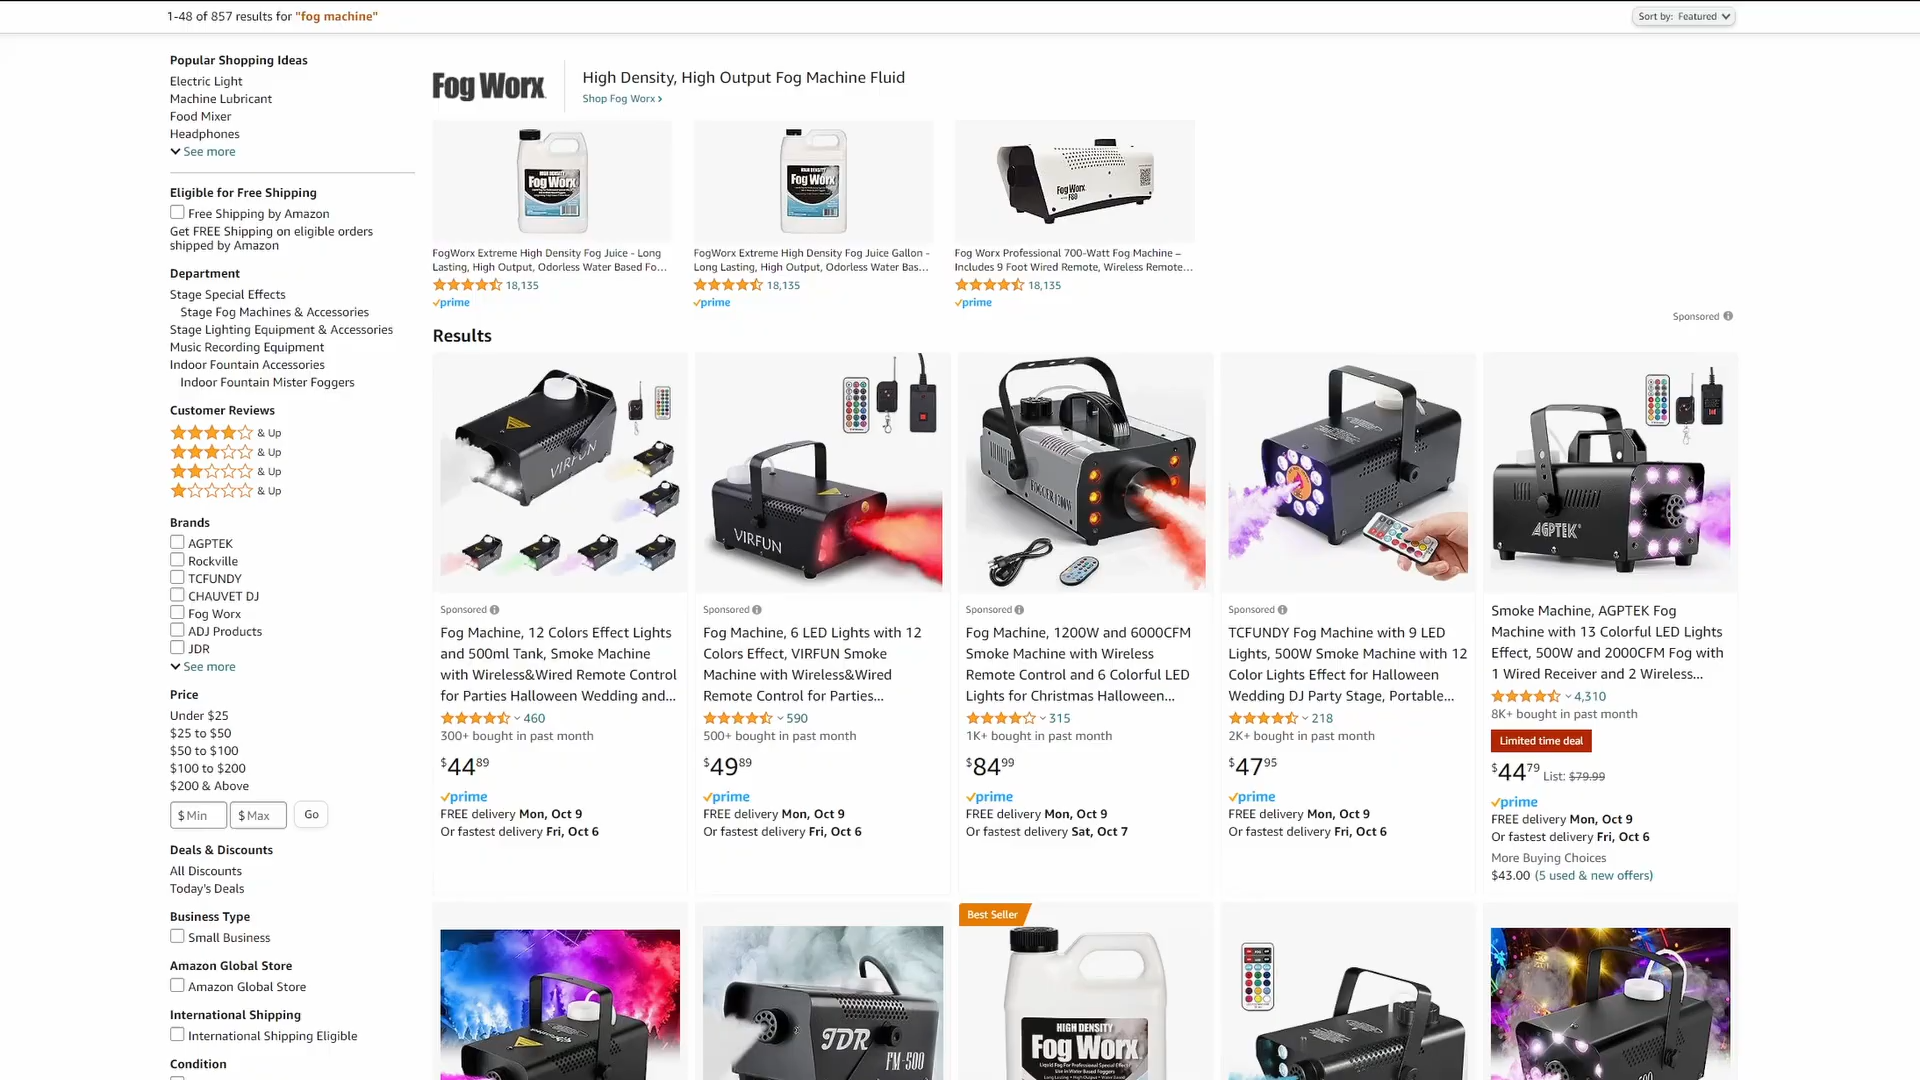 1-48 of 857 results for "fog machine"
Sort by: Featured
Popular Shopping Ideas
Electric Light
Machine Lubricant
Food Mixer
Headphones
See more
Eligible for Free Shipping
Free Shipping by Amazon
Get FREE Shipping on eligible orders
shipped by Amazon
Department
Stage Special Effects
Stage Fog Machines & Accessories
Stage Lighting Equipment & Accessories
Music Recording Equipment
Indoor Fountain Accessories
Indoor Fountain Mister Foggers
Customer Reviews
& Up
& Up
& Up
& Up
Brands
AGPTEK
Rockville
TCFUNDY
CHAUVET DJ
Fog Worx
ADJ Products
JDR
See more
Price
Under $25
$25 to $50
$50 to $100
$100 to $200
$200 & Above
$ Min $ Max Go
Deals & Discounts
All Discounts
Today's Deals
Business Type
Small Business
Amazon Global Store
Amazon Global Store
International Shipping
International Shipping Eligible
Condition
Fog Worx
High Density, High Output Fog Machine Fluid
Shop Fog Worx ›
HIGH DENSITY
Fog Worx
FogWorx Extreme High Density Fog Juice - Long
Lasting, High Output, Odorless Water Based Fo...
18,135
prime
HIGH DENSITY
Fog Worx
FogWorx Extreme High Density Fog Juice Gallon -
Long Lasting, High Output, Odorless Water Bas...
18,135
prime
Fog Worx
F80
Fog Worx Professional 700-Watt Fog Machine –
Includes 9 Foot Wired Remote, Wireless Remote...
18,135
prime
Sponsored
Results
VIRFUN
Sponsored
Fog Machine, 12 Colors Effect Lights
and 500ml Tank, Smoke Machine
with Wireless&Wired Remote Control
for Parties Halloween Wedding and...
460
300+ bought in past month
$44 89
prime
FREE delivery Mon, Oct 9
Or fastest delivery Fri, Oct 6
VIRFUN
Sponsored
Fog Machine, 6 LED Lights with 12
Colors Effect, VIRFUN Smoke
Machine with Wireless&Wired
Remote Control for Parties...
590
500+ bought in past month
$49 89
prime
FREE delivery Mon, Oct 9
Or fastest delivery Fri, Oct 6
FOGGER 1200W
Sponsored
Fog Machine, 1200W and 6000CFM
Smoke Machine with Wireless
Remote Control and 6 Colorful LED
Lights for Christmas Halloween...
315
1K+ bought in past month
$84 99
prime
FREE delivery Mon, Oct 9
Or fastest delivery Sat, Oct 7
Sponsored
TCFUNDY Fog Machine with 9 LED
Lights, 500W Smoke Machine with 12
Color Lights Effect for Halloween
Wedding DJ Party Stage, Portable...
218
2K+ bought in past month
$47 95
prime
FREE delivery Mon, Oct 9
Or fastest delivery Fri, Oct 6
AGPTEK
Smoke Machine, AGPTEK Fog
Machine with 13 Colorful LED Lights
Effect, 500W and 2000CFM Fog with
1 Wired Receiver and 2 Wireless...
4,310
8K+ bought in past month
Limited time deal
$44 79 List: $79.99
prime
FREE delivery Mon, Oct 9
Or fastest delivery Fri, Oct 6
More Buying Choices
$43.00 (5 used & new offers)
JDR
FM-500
Best Seller
HIGH DENSITY
Fog Worx